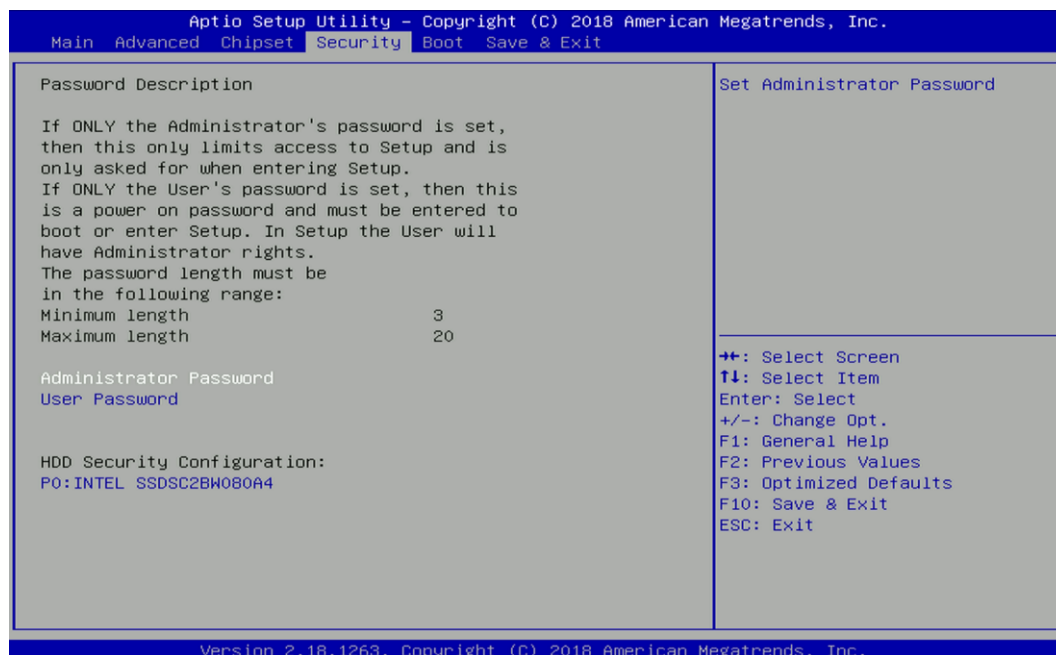 Aptio Setup Utility – Copyright (C) 2018 American Megatrends, Inc.
Main Advanced Chipset Security Boot Save & Exit
Password Description
If ONLY the Administrator's password is set,
then this only limits access to Setup and is
only asked for when entering Setup.
If ONLY the User's password is set, then this
is a power on password and must be entered to
boot or enter Setup. In Setup the User will
have Administrator rights.
The password length must be
in the following range:
Minimum length 3
Maximum length 20
Administrator Password
User Password
HDD Security Configuration:
P0:INTEL SSDSC2BW080A4
Set Administrator Password
→←: Select Screen
↑↓: Select Item
Enter: Select
+/-: Change Opt.
F1: General Help
F2: Previous Values
F3: Optimized Defaults
F10: Save & Exit
ESC: Exit
Version 2.18.1263. Copyright (C) 2018 American Megatrends, Inc.